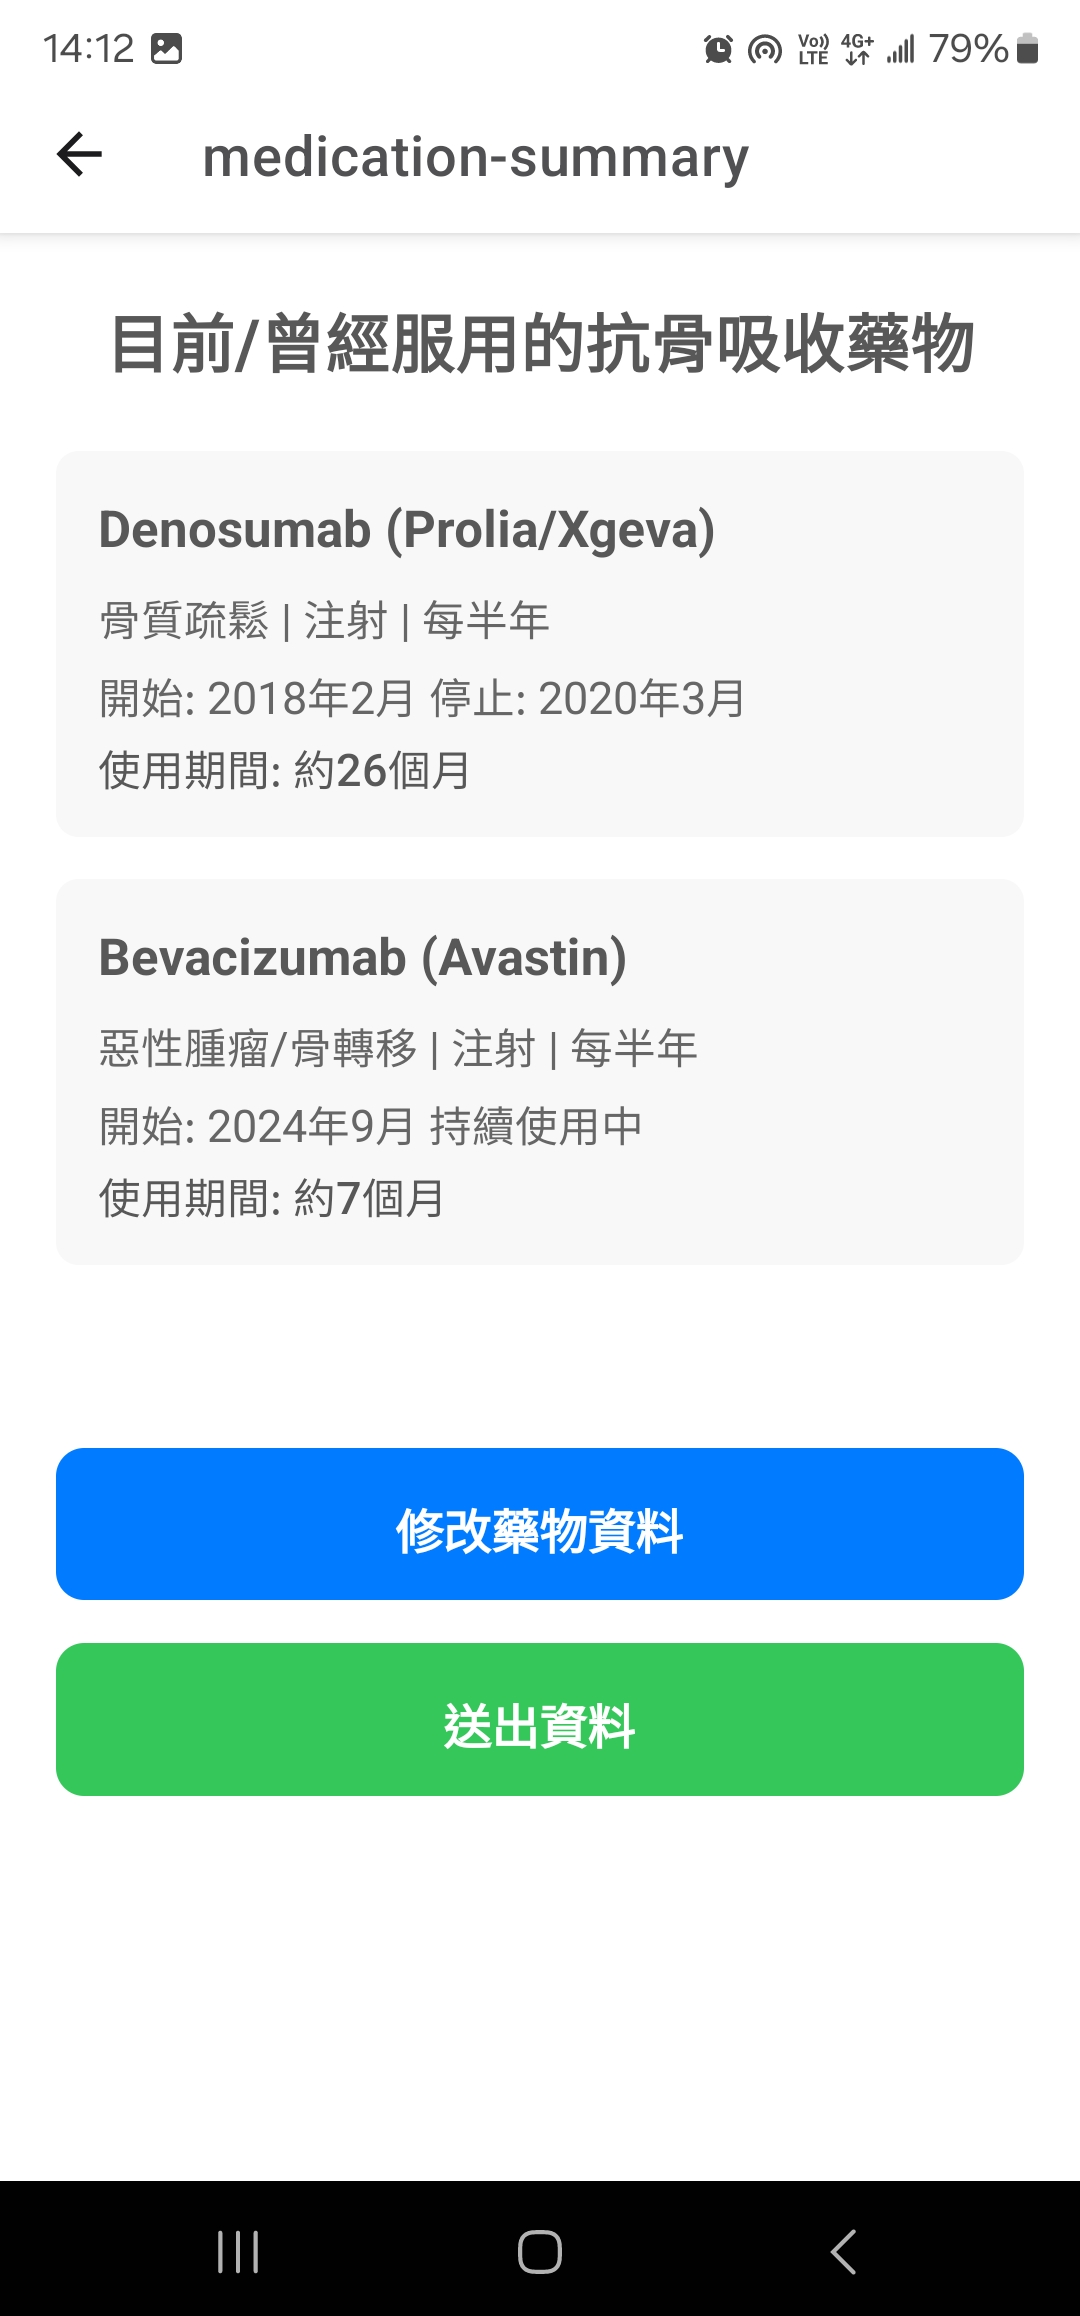 14:12
Vo)) LTE 4G+ 79%
medication-summary
目前/曾經服用的抗骨吸收藥物
Denosumab (Prolia/Xgeva)
骨質疏鬆 | 注射 | 每半年
開始: 2018年2月 停止: 2020年3月
使用期間: 約26個月
Bevacizumab (Avastin)
惡性腫瘤/骨轉移 | 注射 | 每半年
開始: 2024年9月 持續使用中
使用期間: 約7個月
修改藥物資料
送出資料